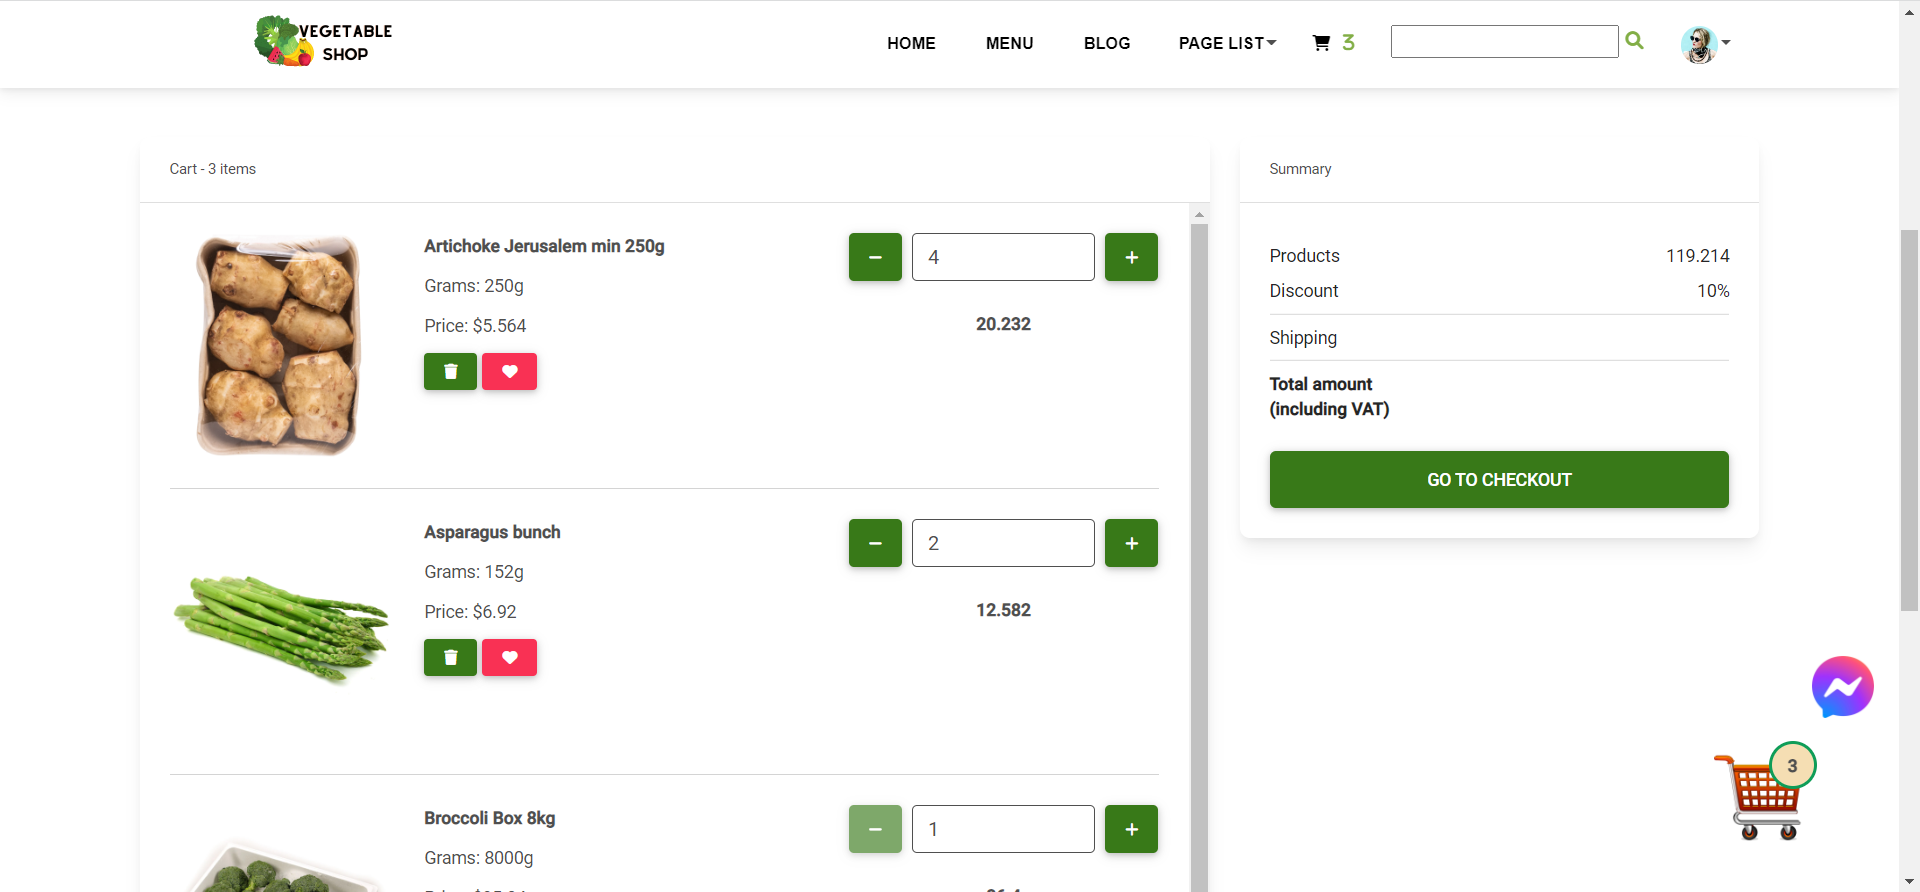 VEGETABLE
SHOP
HOME
MENU
BLOG
PAGE LIST
3
Cart - 3 items
Artichoke Jerusalem min 250g
Grams: 250g
Price: $5.564
4
20.232
Asparagus bunch
Grams: 152g
Price: $6.92
2
12.582
Broccoli Box 8kg
Grams: 8000g
1
Summary
Products 119.214
Discount 10%
Shipping
Total amount
(including VAT)
GO TO CHECKOUT
3